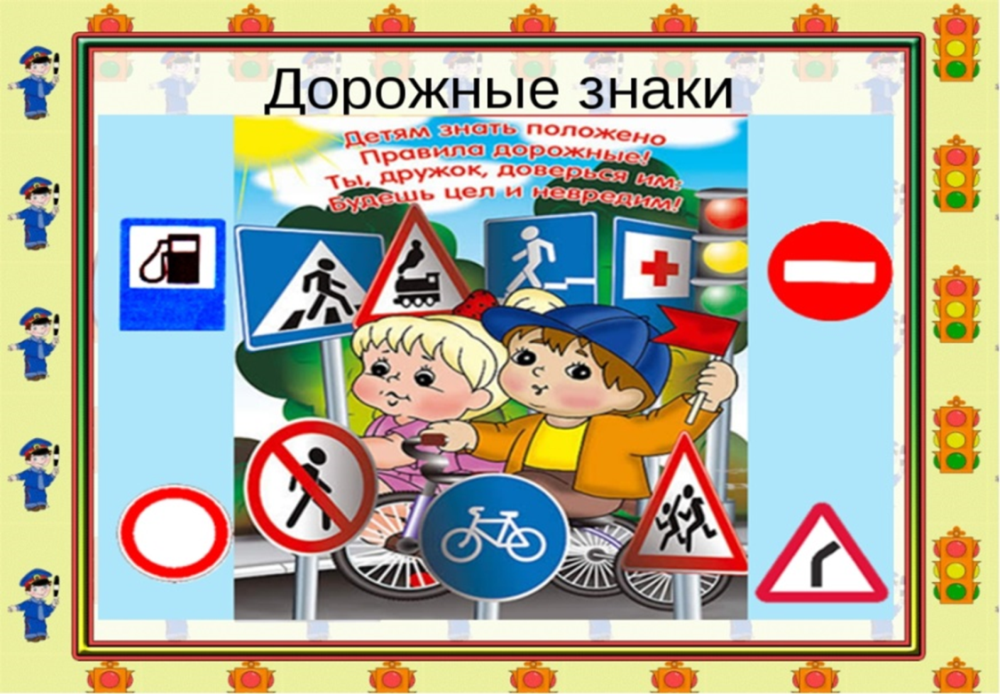 Дорожные знаки
Детям знать положено
Правила дорожные!
Ты, дружок, доверься им:
Будешь цел и невредим!